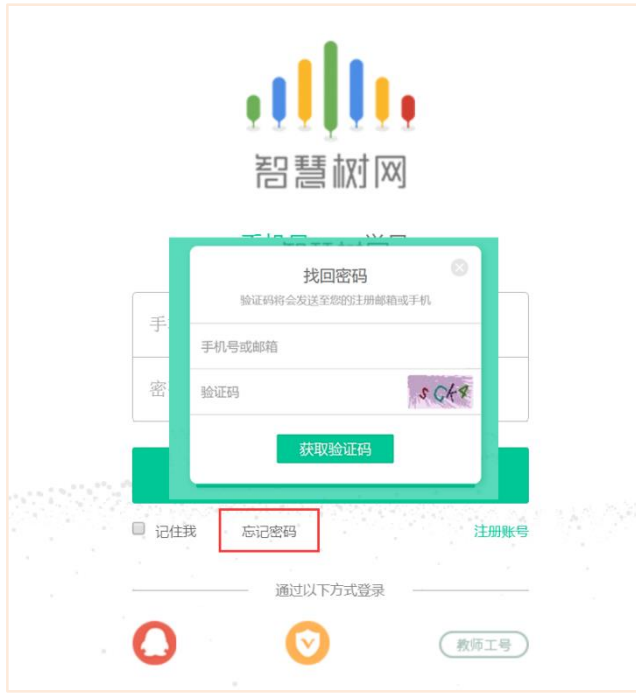 智慧树网
找回密码
验证码将会发送至您的注册邮箱或手机
手
手机号或邮箱
密
验证码
sGk4
获取验证码
记住我 忘记密码 注册账号
通过以下方式登录
教师工号